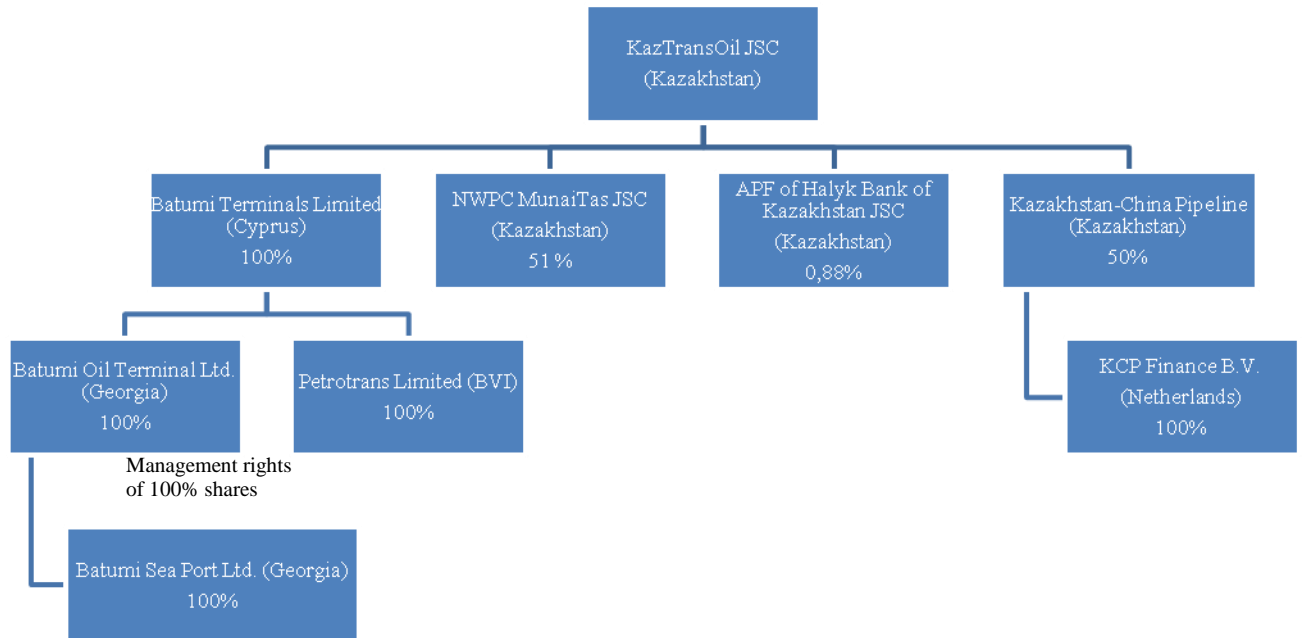 KazTransOil JSC
(Kazakhstan)
Batumi Terminals Limited
(Cyprus)
100%
NWPC MunaiTas JSC
(Kazakhstan)
51%
APF of Halyk Bank of
Kazakhstan JSC
(Kazakhstan)
0,88%
Kazakhstan-China Pipeline
(Kazakhstan)
50%
Batumi Oil Terminal Ltd.
(Georgia)
100%
Petrotrans Limited (BVI)
100%
KCP Finance B.V.
(Netherlands)
100%
Management rights
of 100% shares
Batumi Sea Port Ltd. (Georgia)
100%